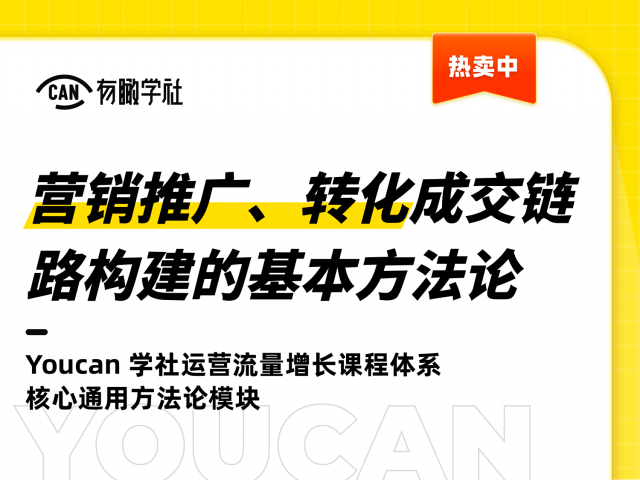 热卖中
CAN 有瞰学社
营销推广、转化成交链
路构建的基本方法论
Youcan 学社运营流量增长课程体系
核心通用方法论模块
YOUCAN